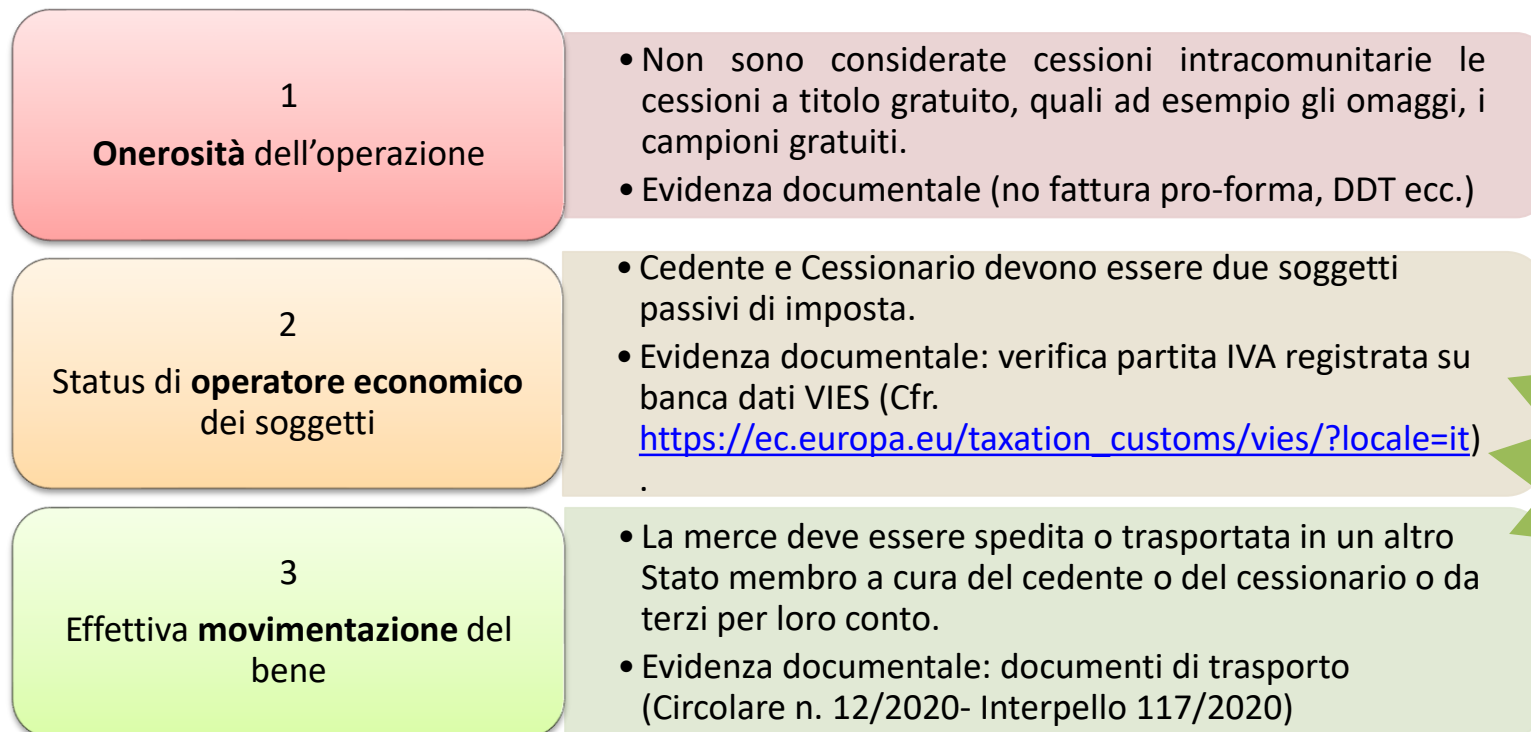 1
Onerosità dell'operazione
• Non sono considerate cessioni intracomunitarie le
cessioni a titolo gratuito, quali ad esempio gli omaggi, i
campioni gratuiti.
• Evidenza documentale (no fattura pro-forma, DDT ecc.)
2
Status di operatore economico
dei soggetti
• Cedente e Cessionario devono essere due soggetti
passivi di imposta.
• Evidenza documentale: verifica partita IVA registrata su
banca dati VIES (Cfr.
https://ec.europa.eu/taxation_customs/vies/?locale=it)
.
3
Effettiva movimentazione del
bene
• La merce deve essere spedita o trasportata in un altro
Stato membro a cura del cedente o del cessionario o da
terzi per loro conto.
• Evidenza documentale: documenti di trasporto
(Circolare n. 12/2020- Interpello 117/2020)